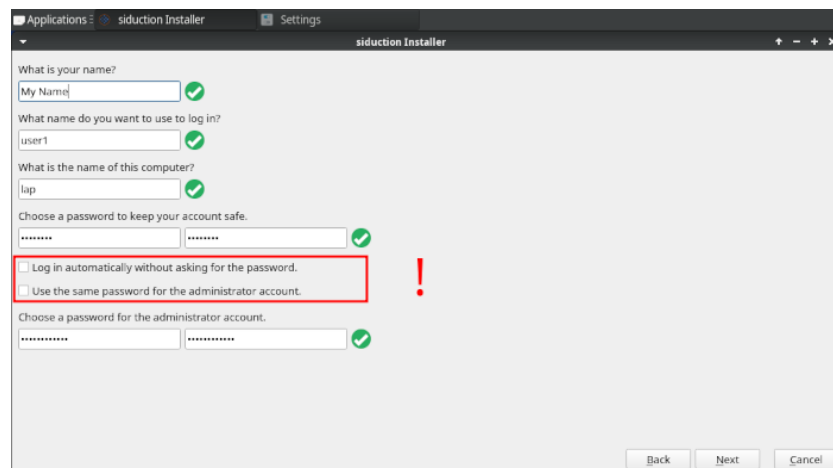 Applications siduction Installer Settings
siduction Installer
What is your name?
My Name
What name do you want to use to log in?
user1
What is the name of this computer?
lap
Choose a password to keep your account safe.
•••••••• ••••••••
Log in automatically without asking for the password.
!
Use the same password for the administrator account.
Choose a password for the administrator account.
•••••••••••• ••••••••••••
Back Next Cancel